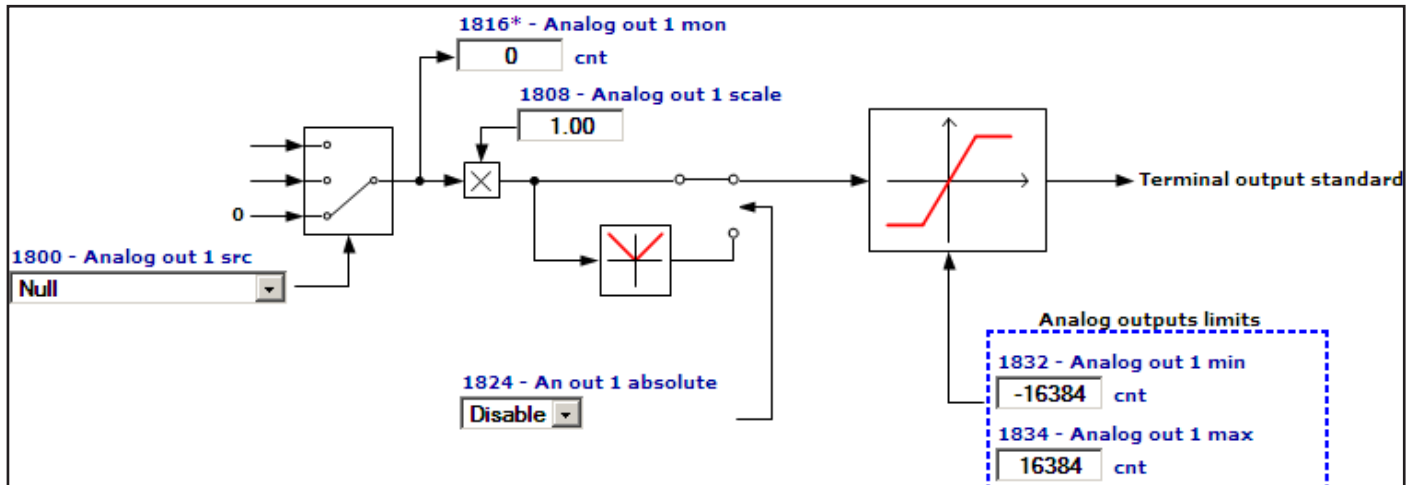 1816* - Analog out 1 mon
0 cnt
1808 - Analog out 1 scale
1.00
0
Terminal output standard
1800 - Analog out 1 src
Null
Analog outputs limits
1832 - Analog out 1 min
-16384 cnt
1824 - An out 1 absolute
Disable
1834 - Analog out 1 max
16384 cnt